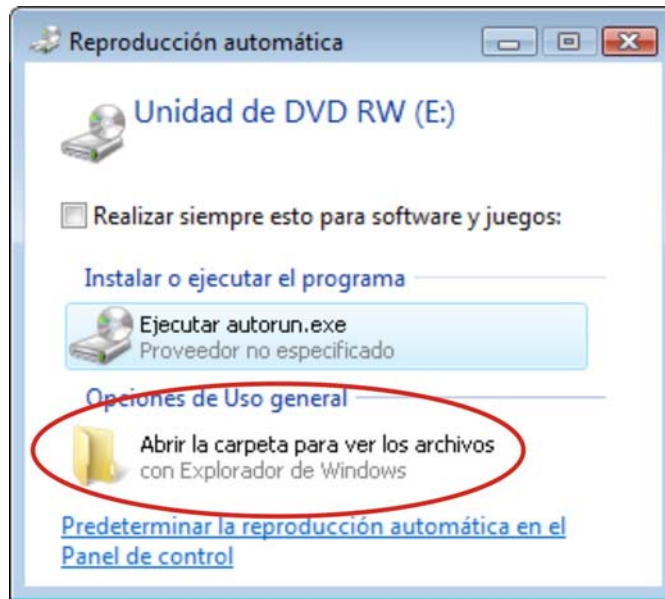 Reproducción automática
Unidad de DVD RW (E:)
Realizar siempre esto para software y juegos:
Instalar o ejecutar el programa
Ejecutar autorun.exe
Proveedor no especificado
Opciones de Uso general
Abrir la carpeta para ver los archivos
con Explorador de Windows
Predeterminar la reproducción automática en el
Panel de control